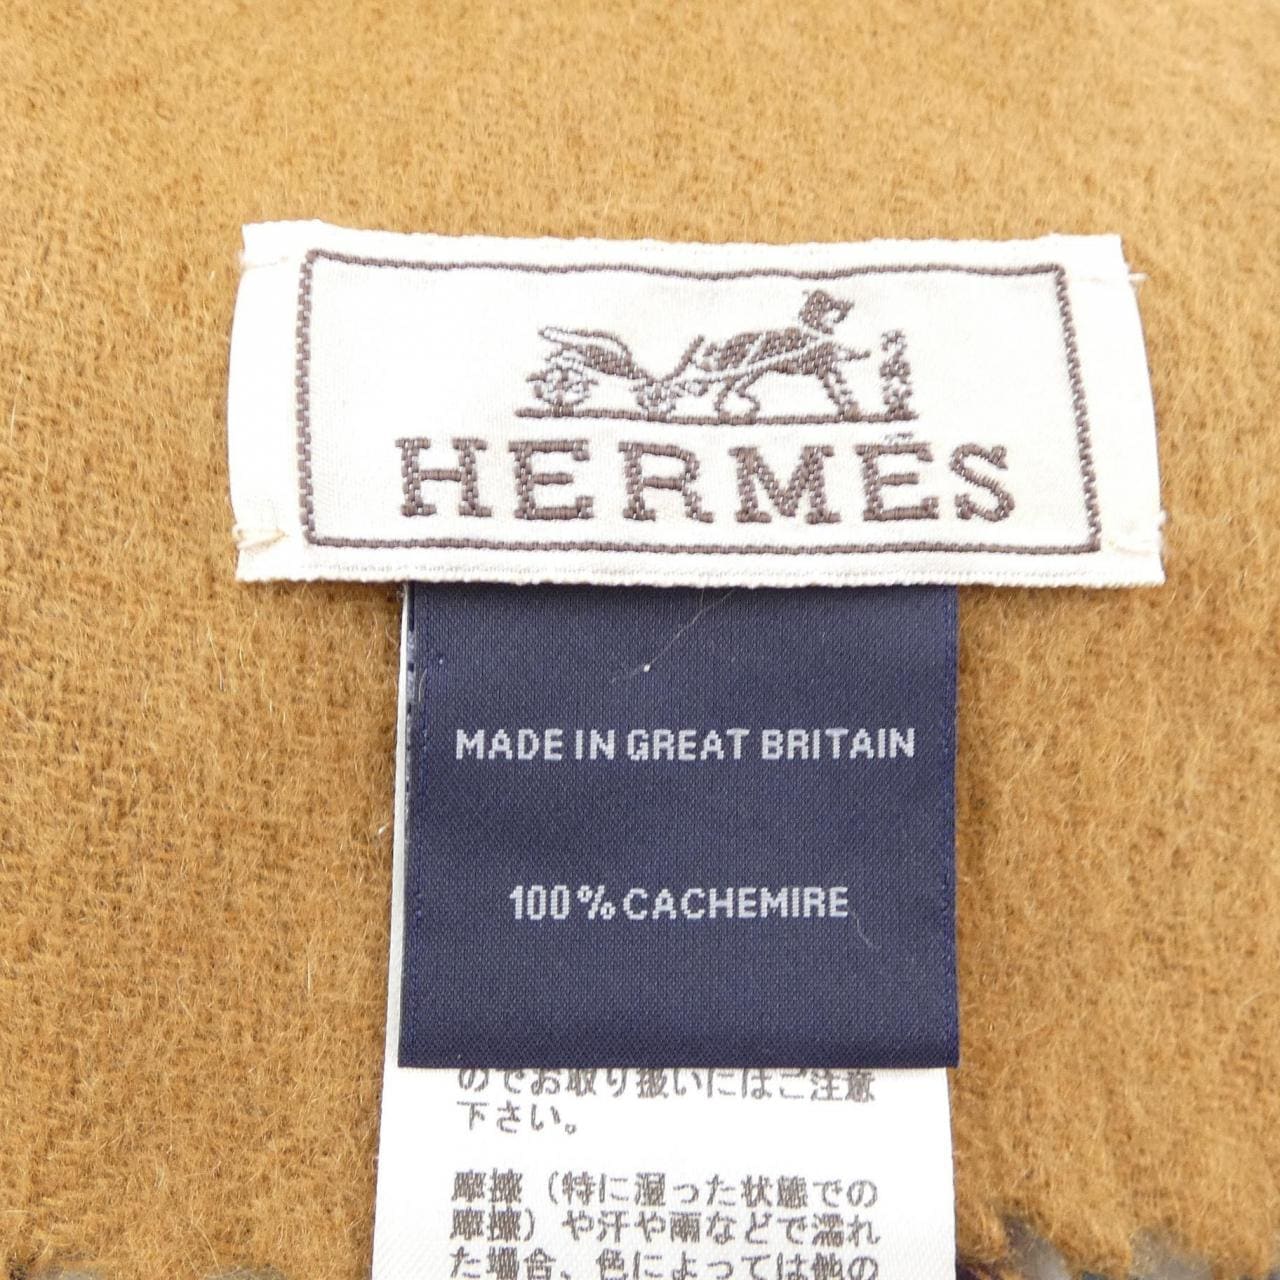 HERMÈS
MADE IN GREAT BRITAIN
100% CACHEMIRE
のでお取り扱いにはご注意
下さい。
摩擦（特に湿った状態での
摩擦）や汗や雨などで濡れ
た場合、色によっては他の